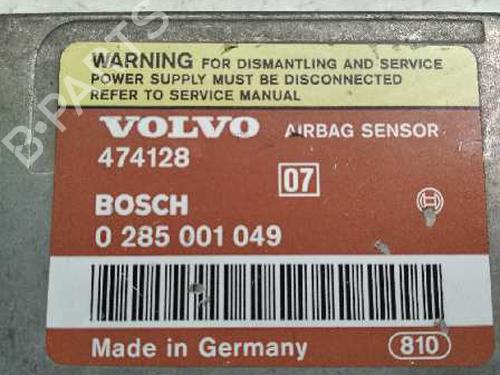 WARNING FOR DISMANTLING AND SERVICE
POWER SUPPLY MUST BE DISCONNECTED
REFER TO SERVICE MANUAL
VOLVO AIRBAG SENSOR
474128
07
BOSCH
0 285 001 049
Made in Germany 810
B-PARTS